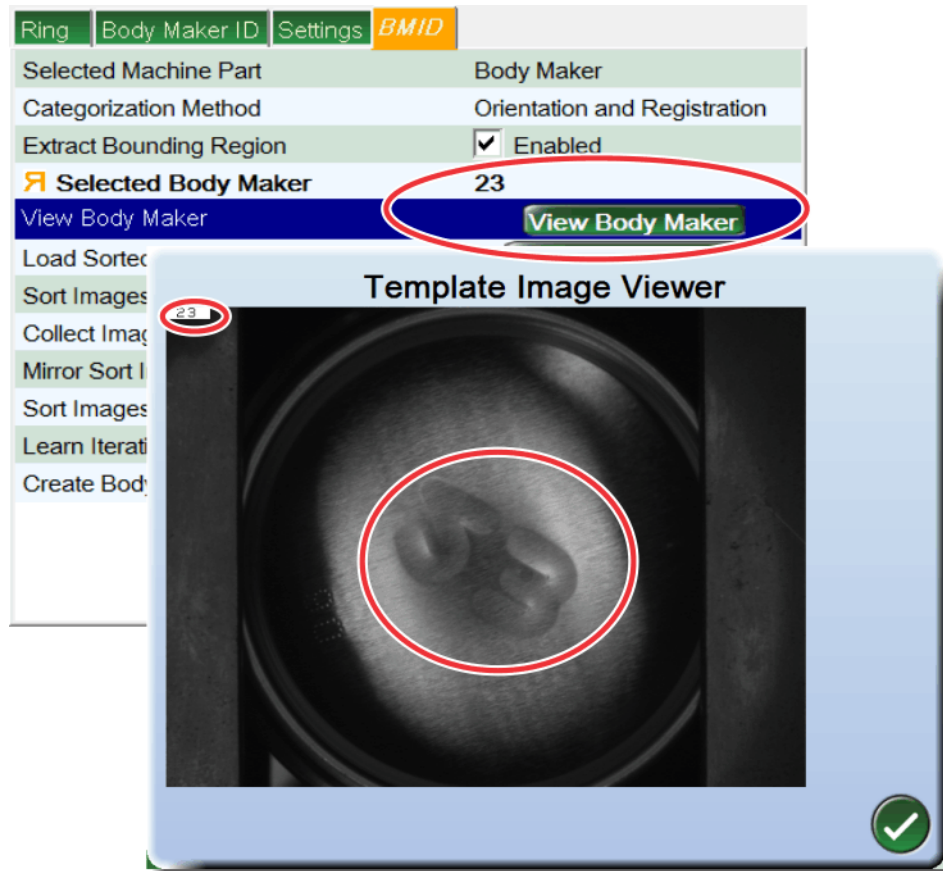 Ring Body Maker ID Settings BMID
Selected Machine Part Body Maker
Categorization Method Orientation and Registration
Extract Bounding Region Enabled
Я Selected Body Maker 23
View Body Maker View Body Maker
Load Sorted
Sort Images
Collect Imag
Mirror Sort I
Sort Images
Learn Iterati
Create Body
Template Image Viewer
23